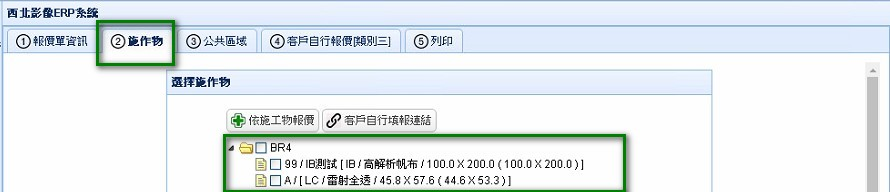 西北影像ERP系統
①報價單資訊 ②施作物 ③公共區域 ④客戶自行報價[類別三] ⑤列印
選擇施作物
依施工物報價 客戶自行填報連結
BR4
99 / IB測試 [ IB / 高解析帆布 / 100.0 X 200.0 ( 100.0 X 200.0 ) ]
A / [ LC / 雷射全透 / 45.8 X 57.6 ( 44.6 X 53.3 ) ]